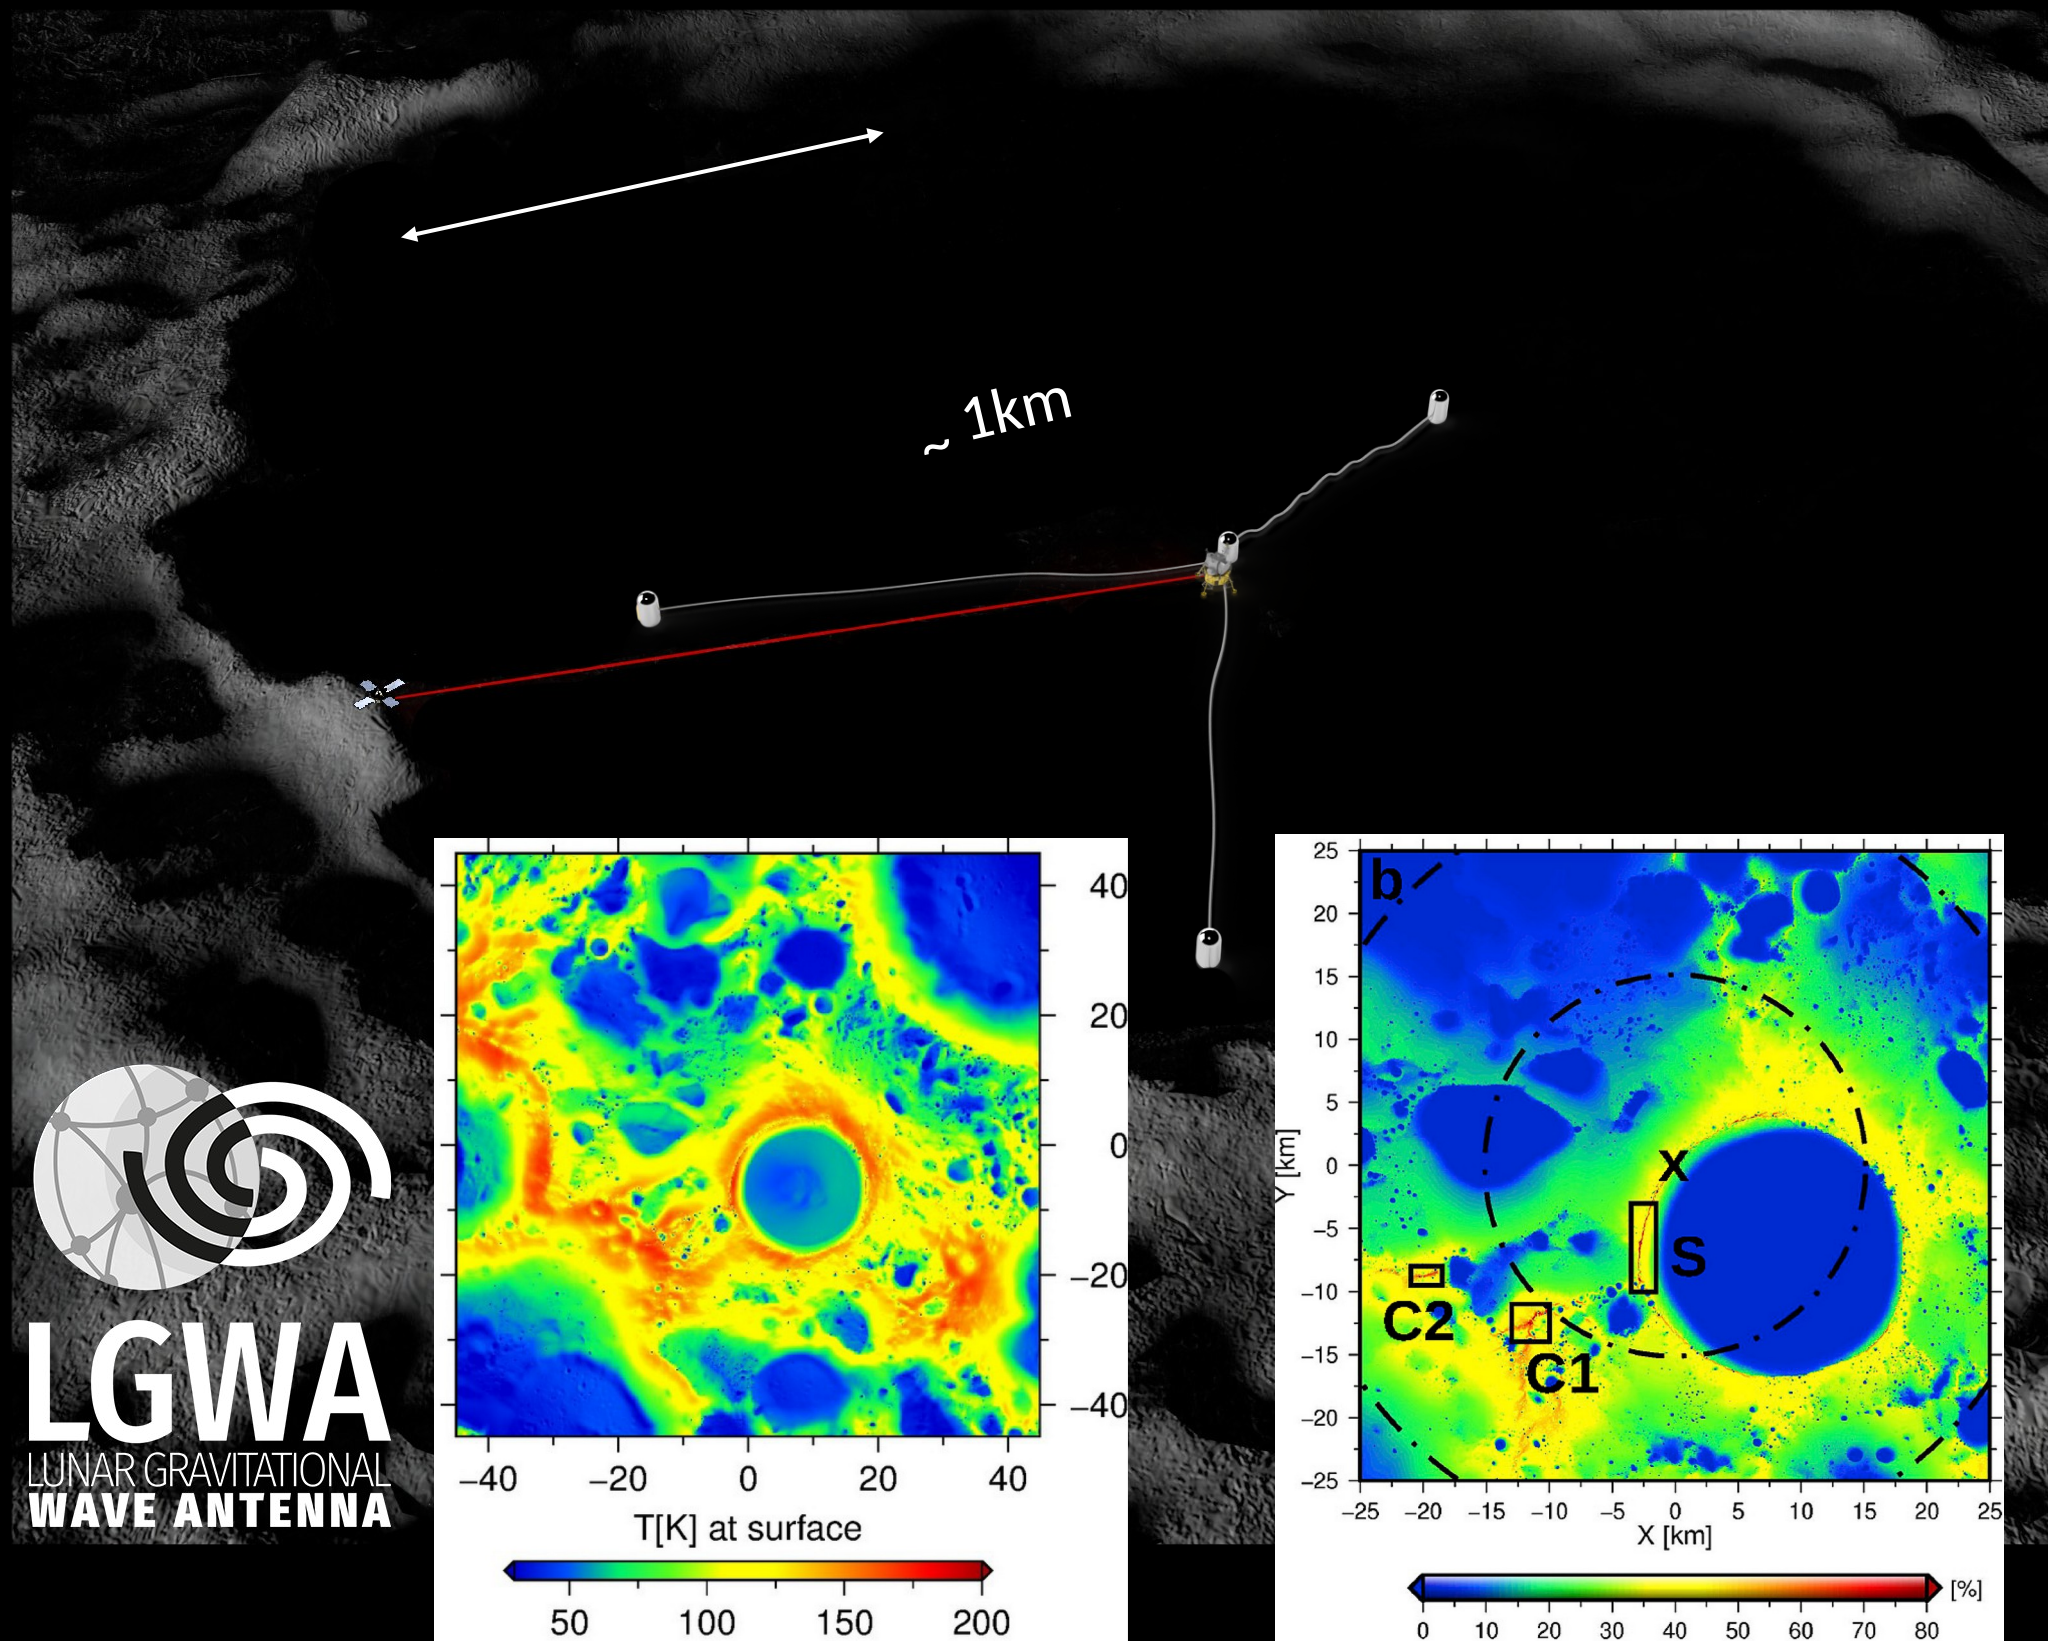 ~ 1km
LGWA
LUNAR GRAVITATIONAL
WAVE ANTENNA
40
20
0
−20
−40
−40 −20 0 20 40
T[K] at surface
50 100 150 200
b
25
20
15
10
5
0
−5
−10
−15
−20
−25
Y [km]
X
S
C2
C1
−25 −20 −15 −10 −5 0 5 10 15 20 25
X [km]
[%]
0 10 20 30 40 50 60 70 80